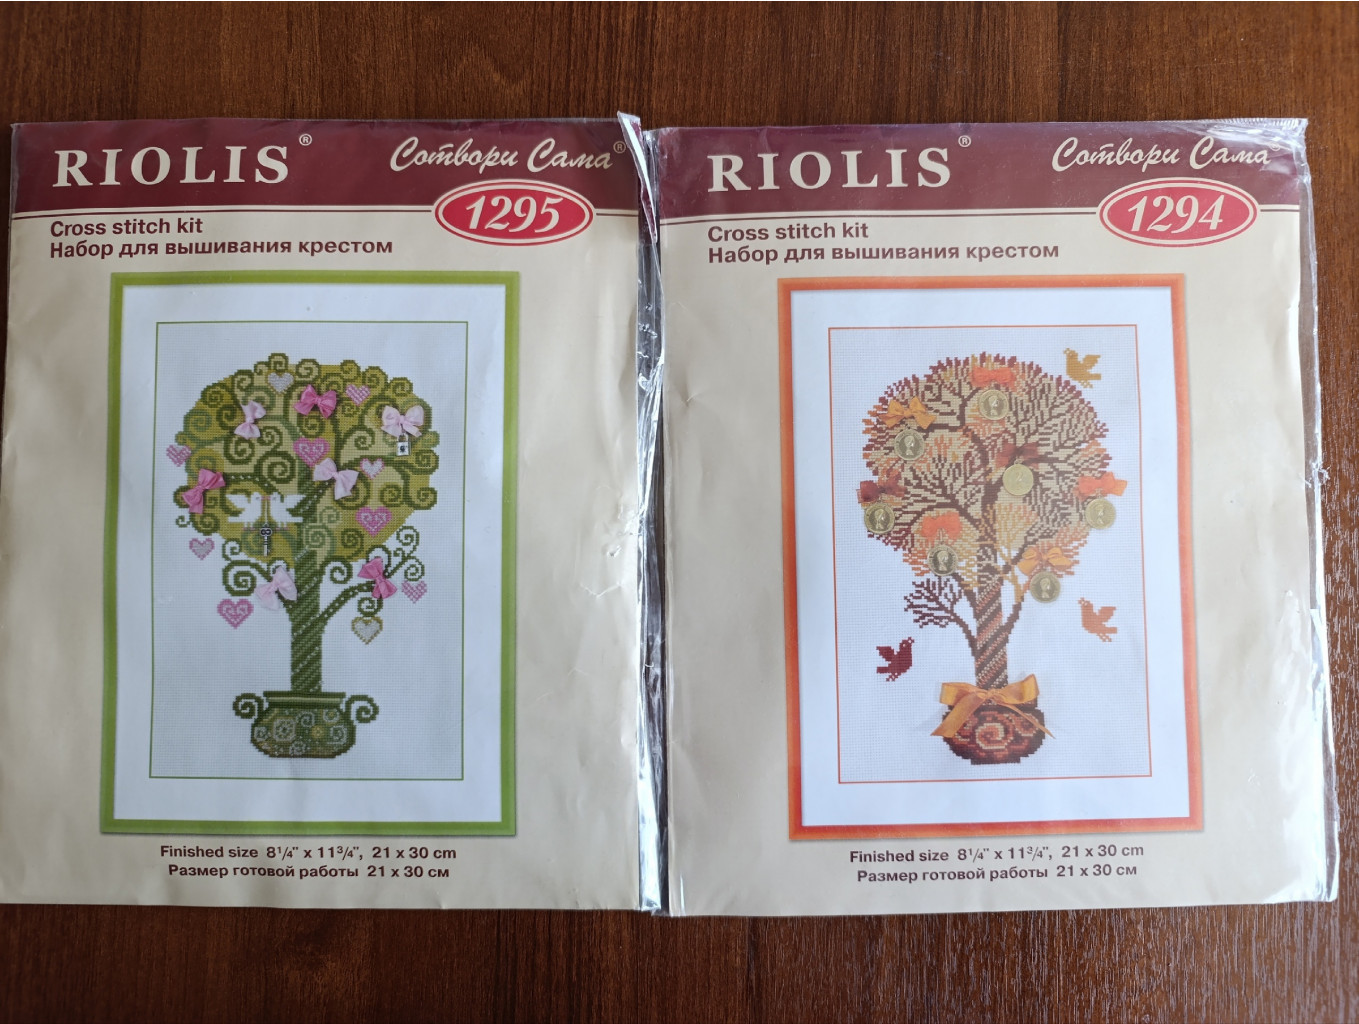 RIOLIS®
Сотвори Сама®
1295
Cross stitch kit
Набор для вышивания крестом
Finished size 8¼" x 11¾", 21 x 30 cm
Размер готовой работы 21 x 30 см
RIOLIS®
Сотвори Сама®
1294
Cross stitch kit
Набор для вышивания крестом
Finished size 8¼" x 11¾", 21 x 30 cm
Размер готовой работы 21 x 30 см